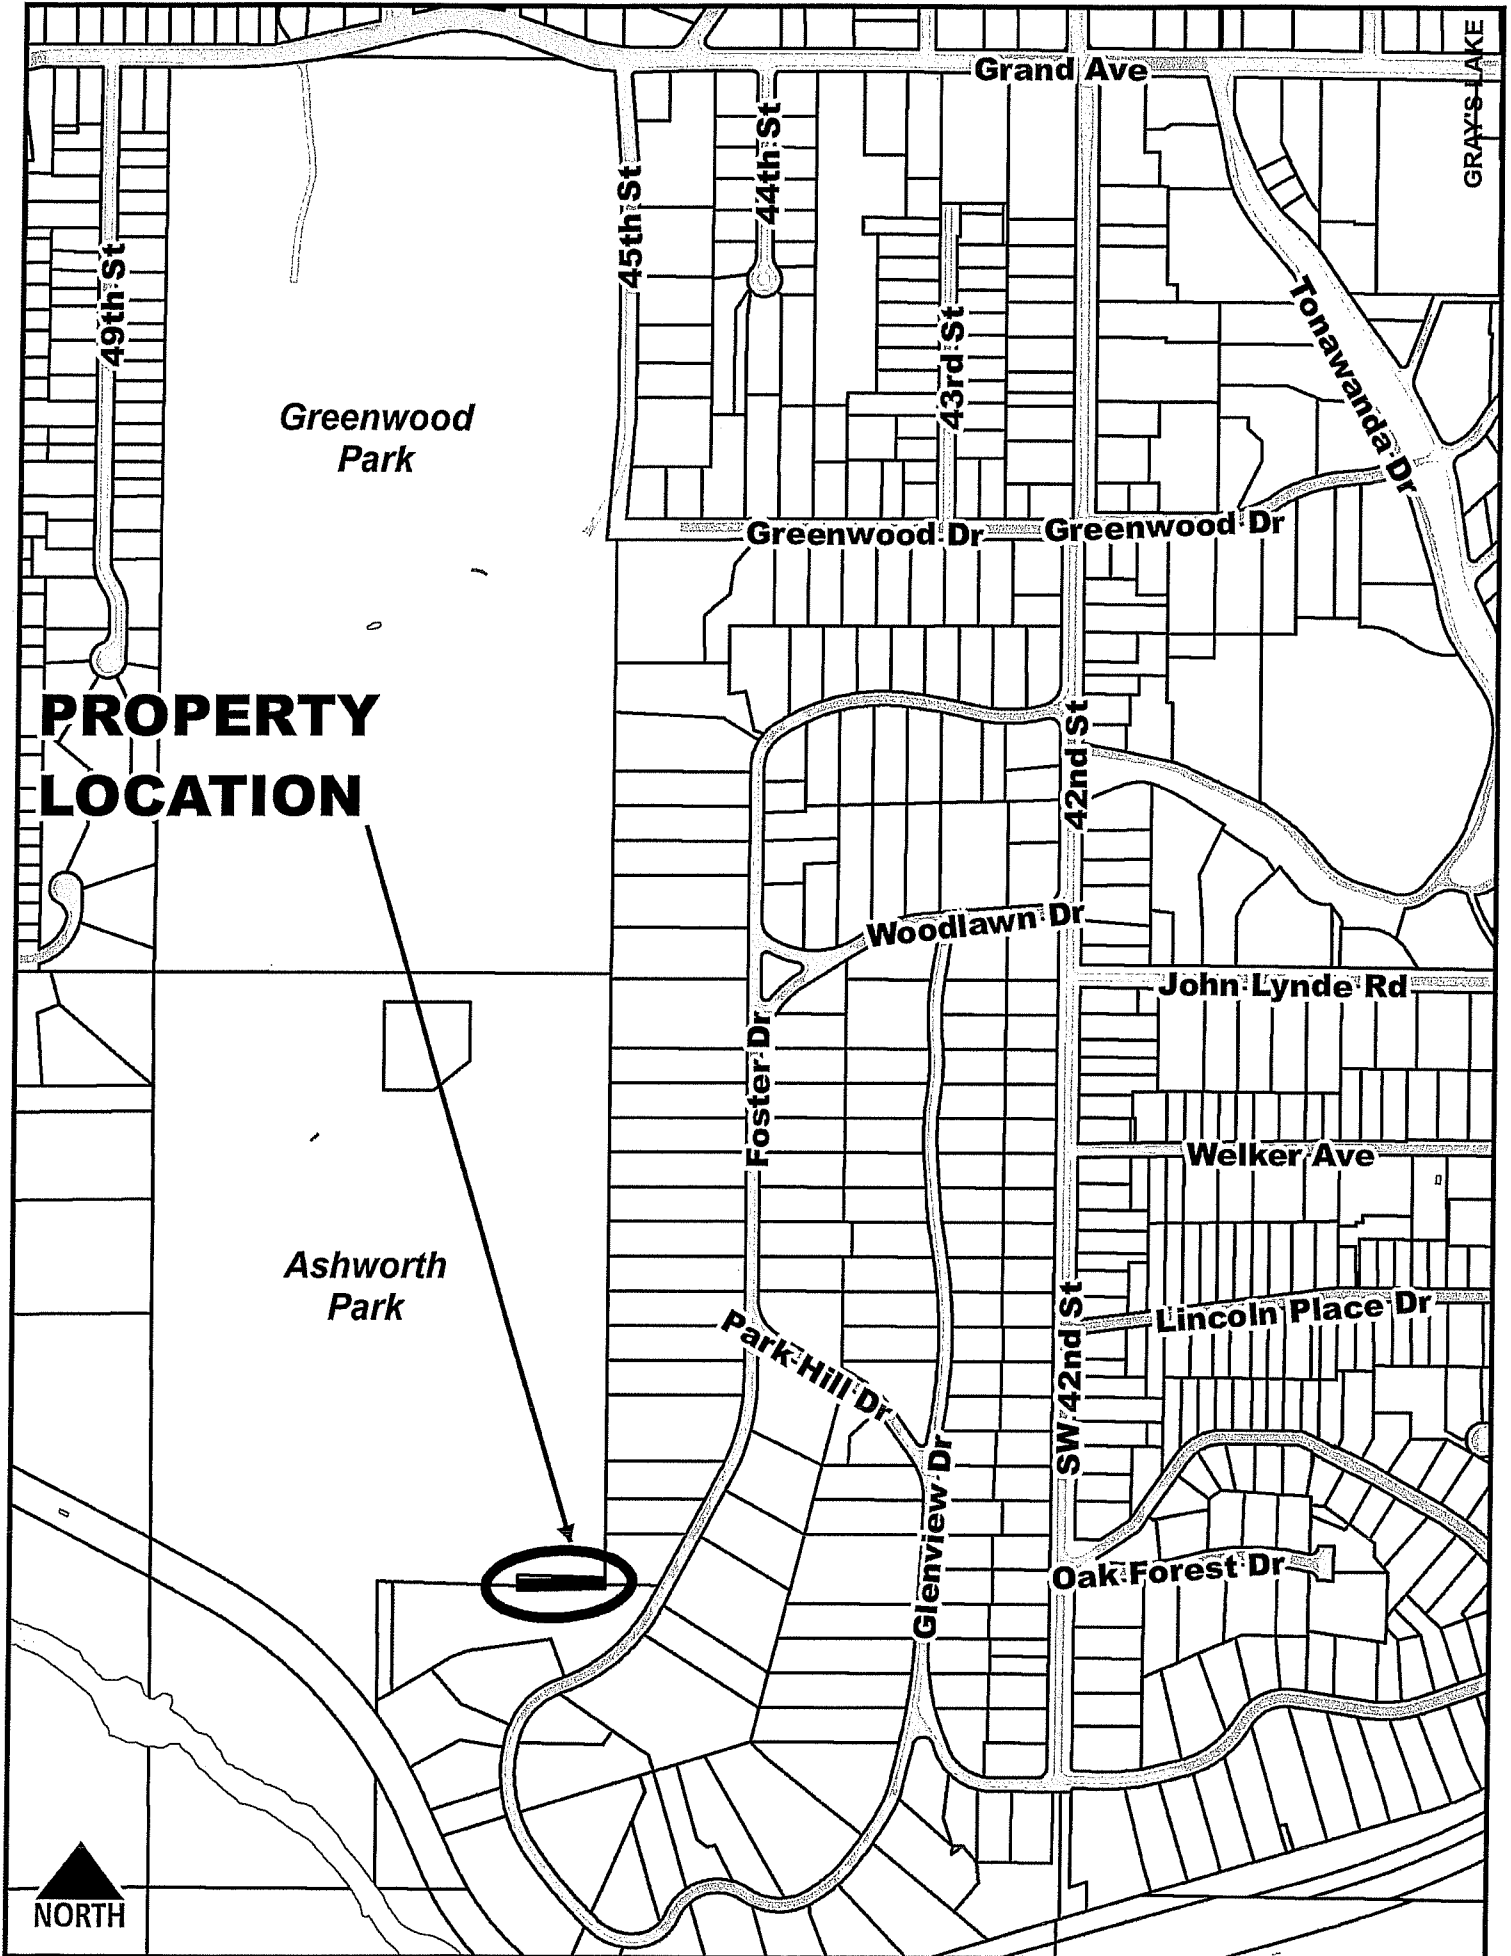 Grand Ave
GRAY'S LAKE
44th St
45th St
49th St
43rd St
Tonawanda Dr
Greenwood
Park
Greenwood Dr
Greenwood Dr
PROPERTY
LOCATION
42nd St
Woodlawn Dr
John Lynde Rd
Foster Dr
Welker Ave
Ashworth
Park
Park Hill Dr
SW 42nd St
Lincoln Place Dr
Glenview Dr
Oak Forest Dr
NORTH